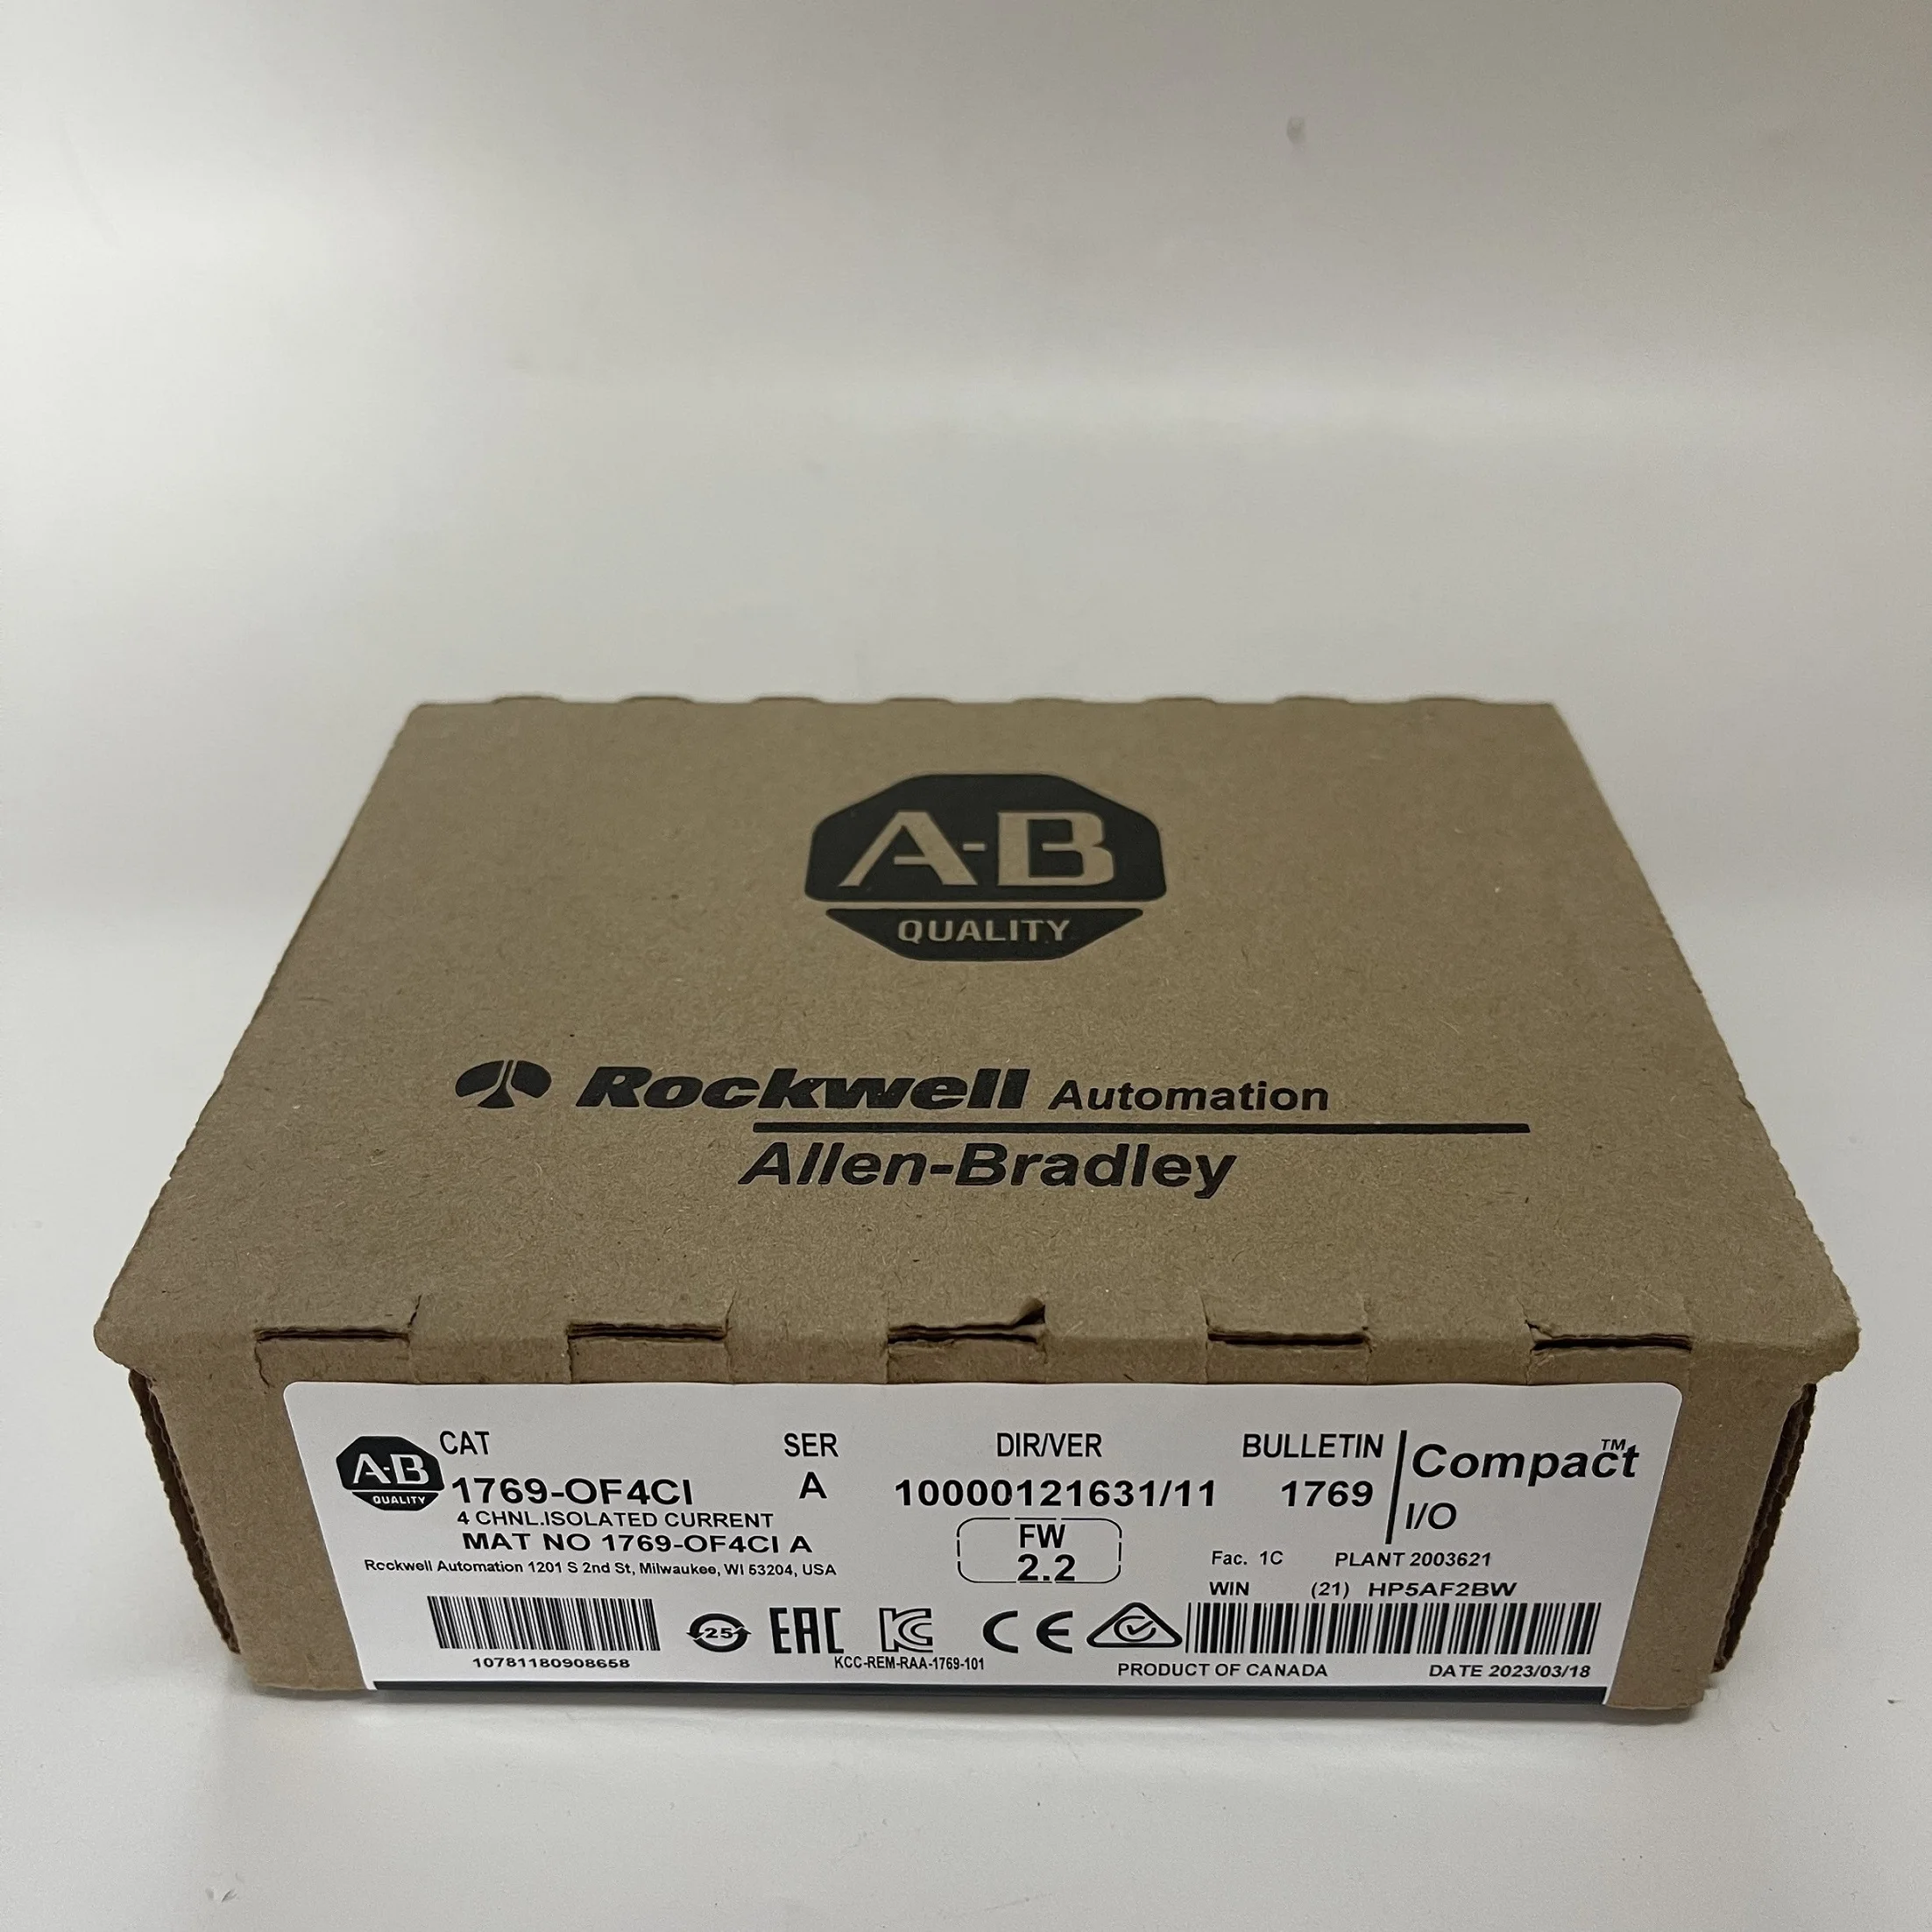 A-B
QUALITY
Rockwell Automation
Allen-Bradley
A-B
QUALITY
CAT
1769-OF4CI
4 CHNL.ISOLATED CURRENT
MAT NO 1769-OF4CI A
Rockwell Automation 1201 S 2nd St, Milwaukee, WI 53204, USA
10781180908658
SER
A
DIR/VER
10000121631/11
FW
2.2
BULLETIN
1769
Compact™
I/O
Fac. 1C PLANT 2003621
WIN (21) HP5AF2BW
25
EAC
KC
KCC-REM-RAA-1769-101
CE
PRODUCT OF CANADA
DATE 2023/03/18